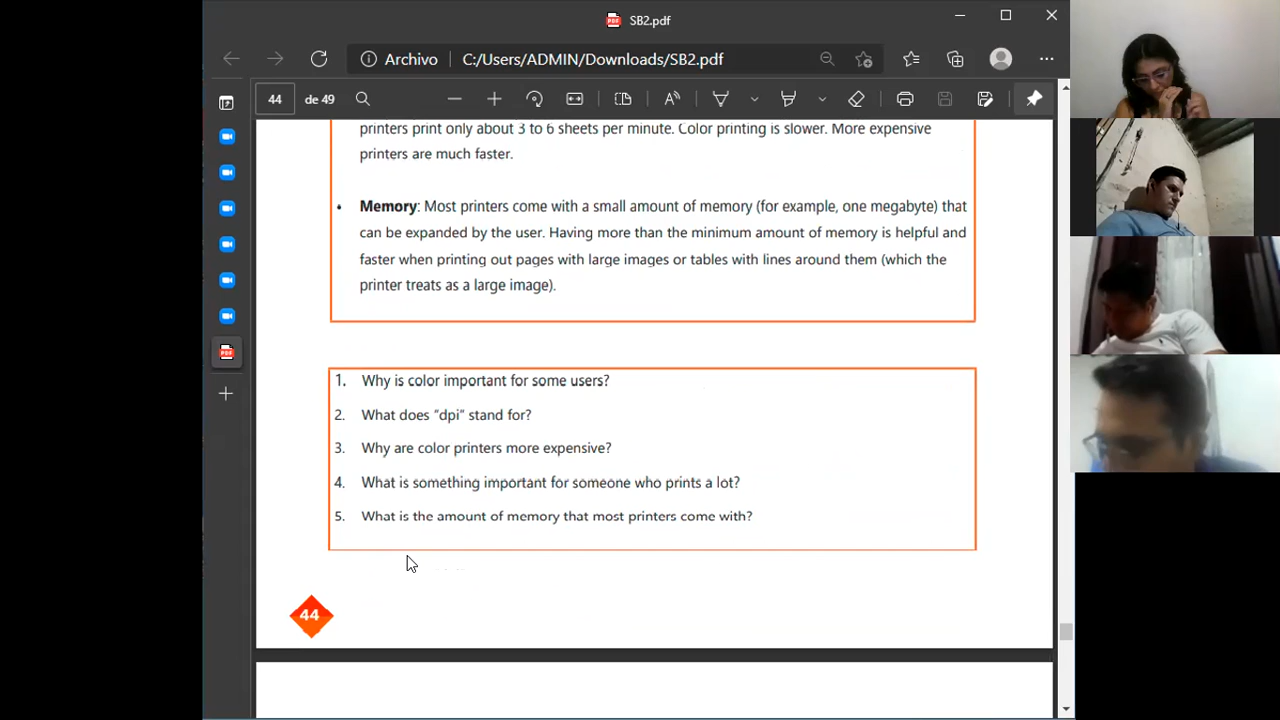 SB2.pdf
Archivo C:/Users/ADMIN/Downloads/SB2.pdf
44 de 49
printers print only about 3 to 6 sheets per minute. Color printing is slower. More expensive
printers are much faster.
• Memory: Most printers come with a small amount of memory (for example, one megabyte) that
can be expanded by the user. Having more than the minimum amount of memory is helpful and
faster when printing out pages with large images or tables with lines around them (which the
printer treats as a large image).
1. Why is color important for some users?
2. What does “dpi” stand for?
3. Why are color printers more expensive?
4. What is something important for someone who prints a lot?
5. What is the amount of memory that most printers come with?
44